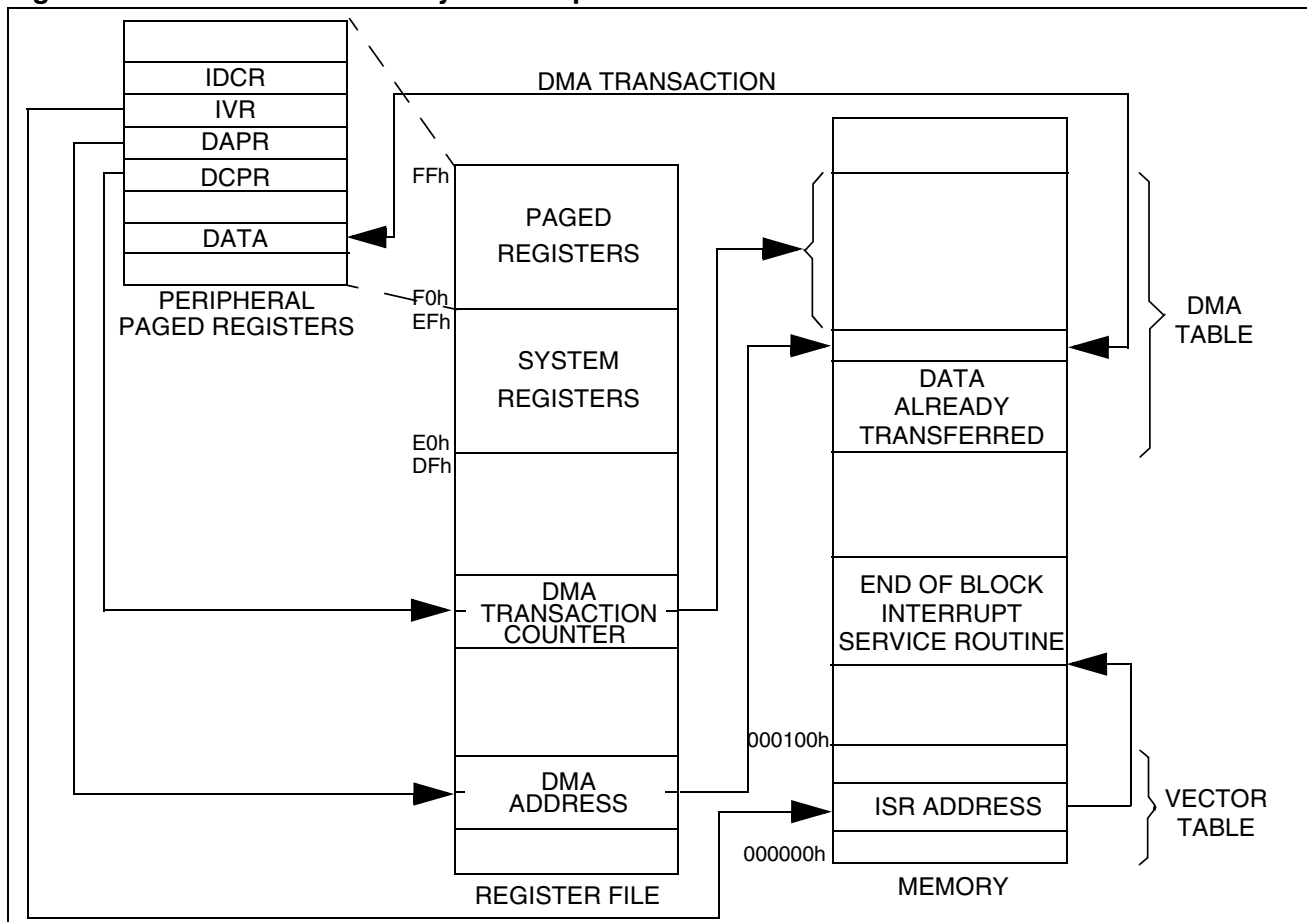 DMA TRANSACTION
IDCR
IVR
DAPR
DCPR
DATA
PERIPHERAL
PAGED REGISTERS
FFh
PAGED
REGISTERS
F0h
EFh
SYSTEM
REGISTERS
E0h
DFh
DMA
TRANSACTION
COUNTER
DMA
ADDRESS
REGISTER FILE
DATA
ALREADY
TRANSFERRED
END OF BLOCK
INTERRUPT
SERVICE ROUTINE
000100h
ISR ADDRESS
000000h
MEMORY
DMA
TABLE
VECTOR
TABLE